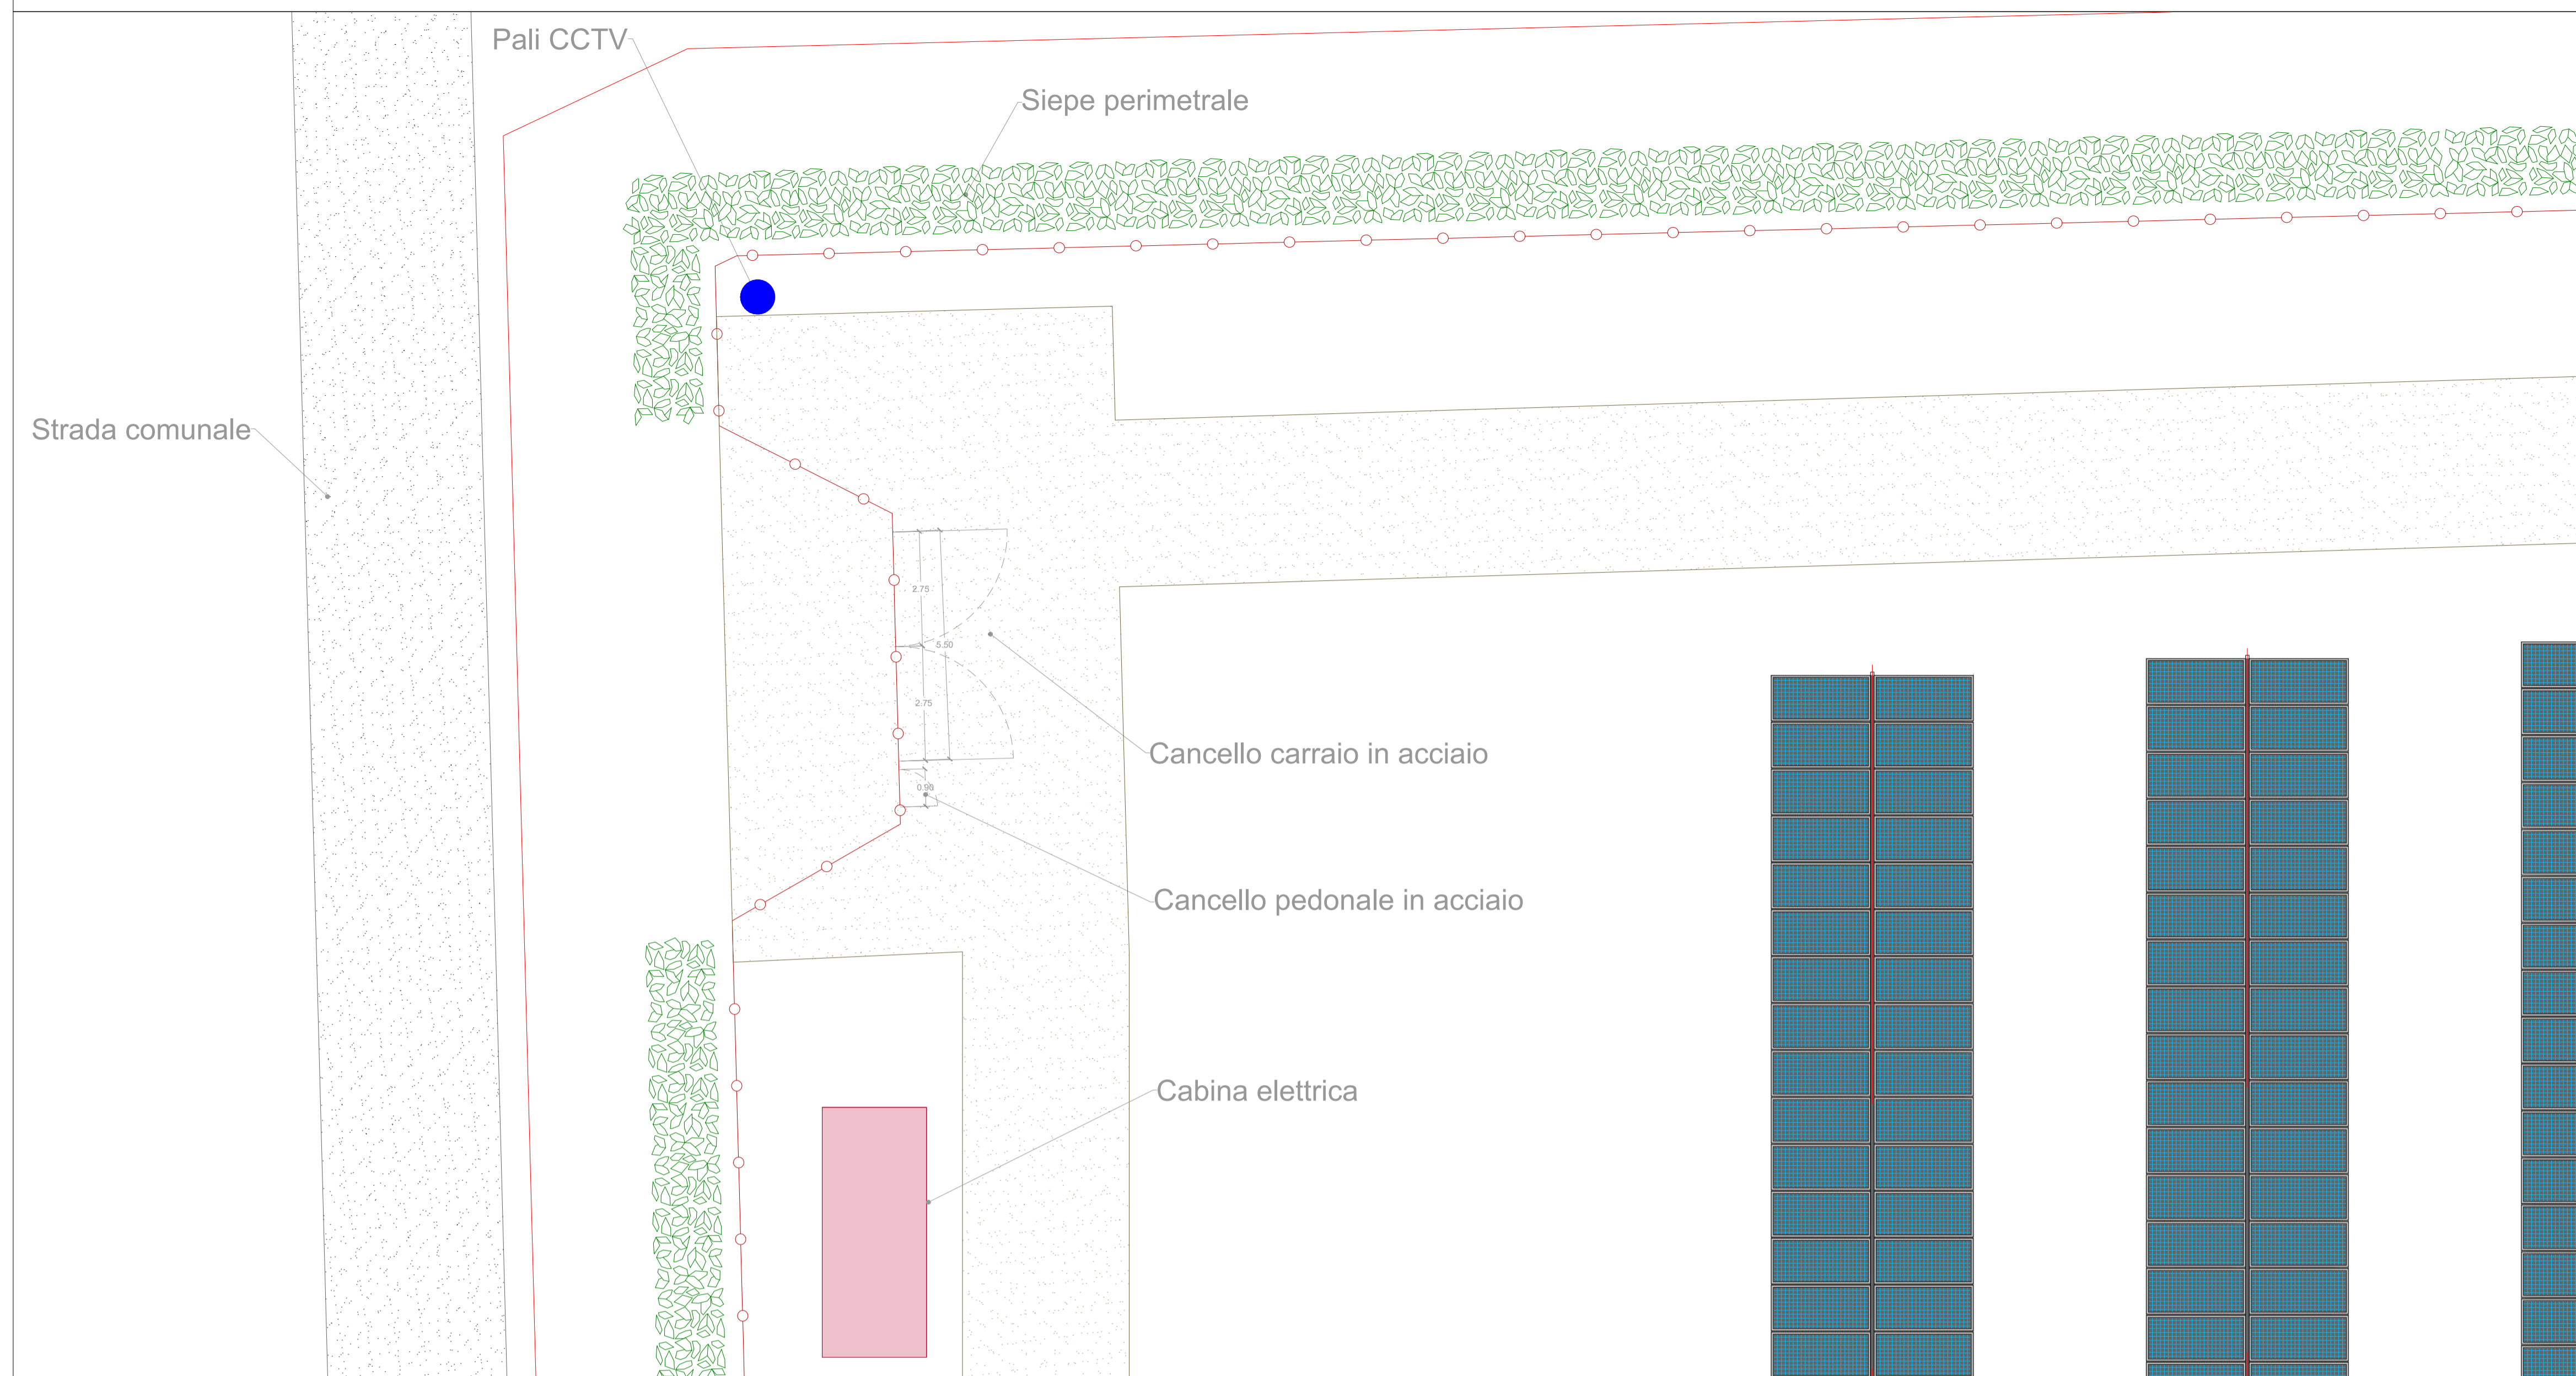 Pali CCTV
Siepe perimetrale
Strada comunale
2.75
5.50
2.75
Cancello carraio in acciaio
0.90
Cancello pedonale in acciaio
Cabina elettrica